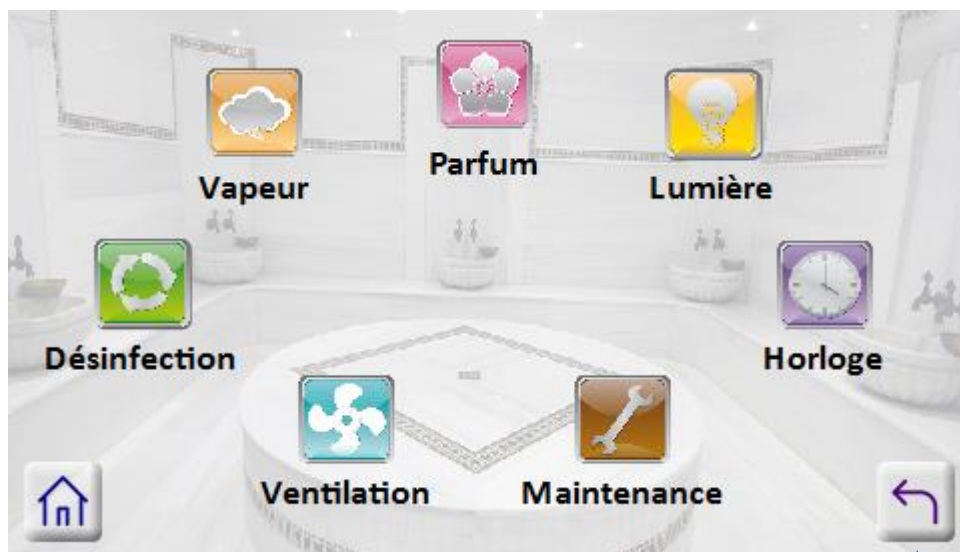 Parfum
Vapeur
Lumière
Désinfection
Horloge
Ventilation
Maintenance